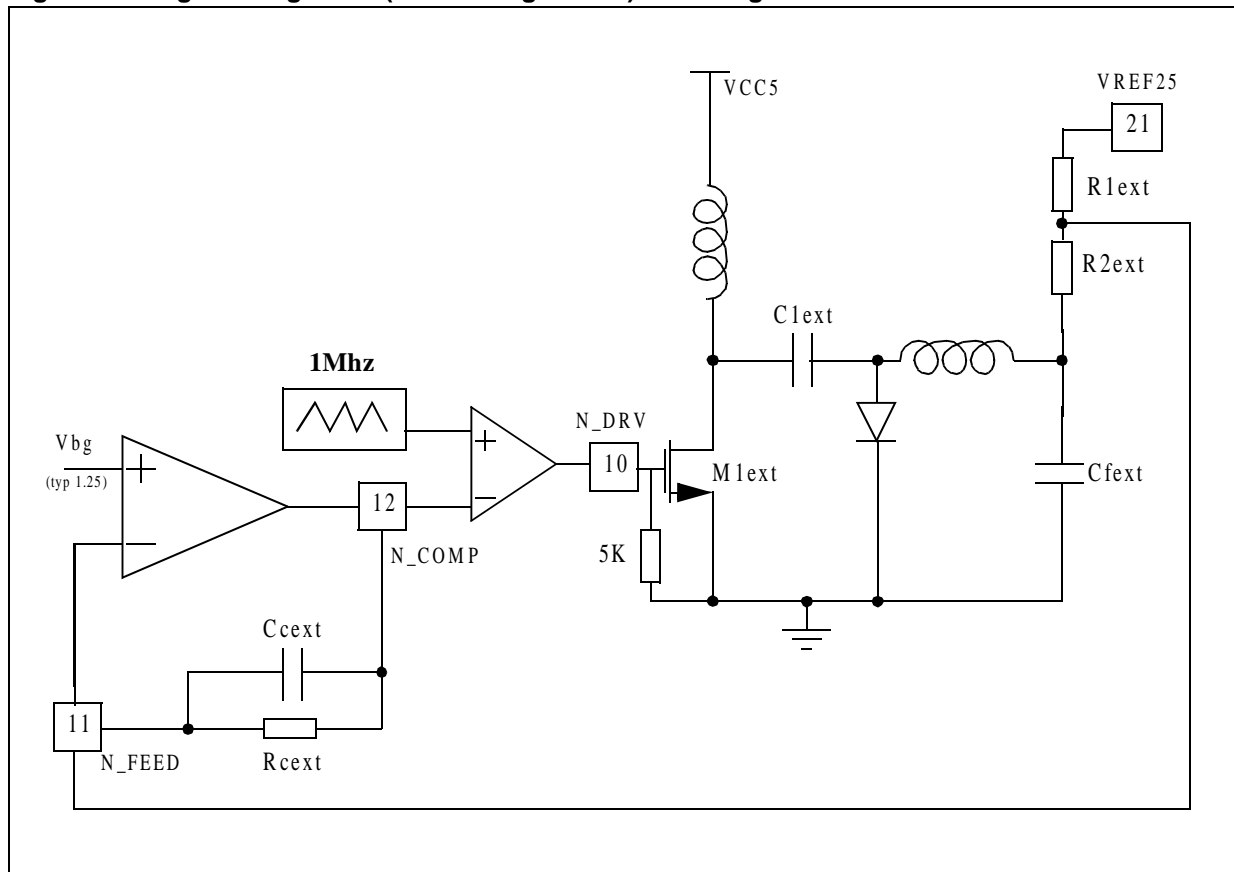 VCC5
VREF25
21
R1ext
R2ext
C1ext
1Mhz
N_DRV
Vbg
(typ 1.25)
+
+
10
M1ext
Cfext
12
−
−
5K
N_COMP
Ccext
11
N_FEED
Rcext